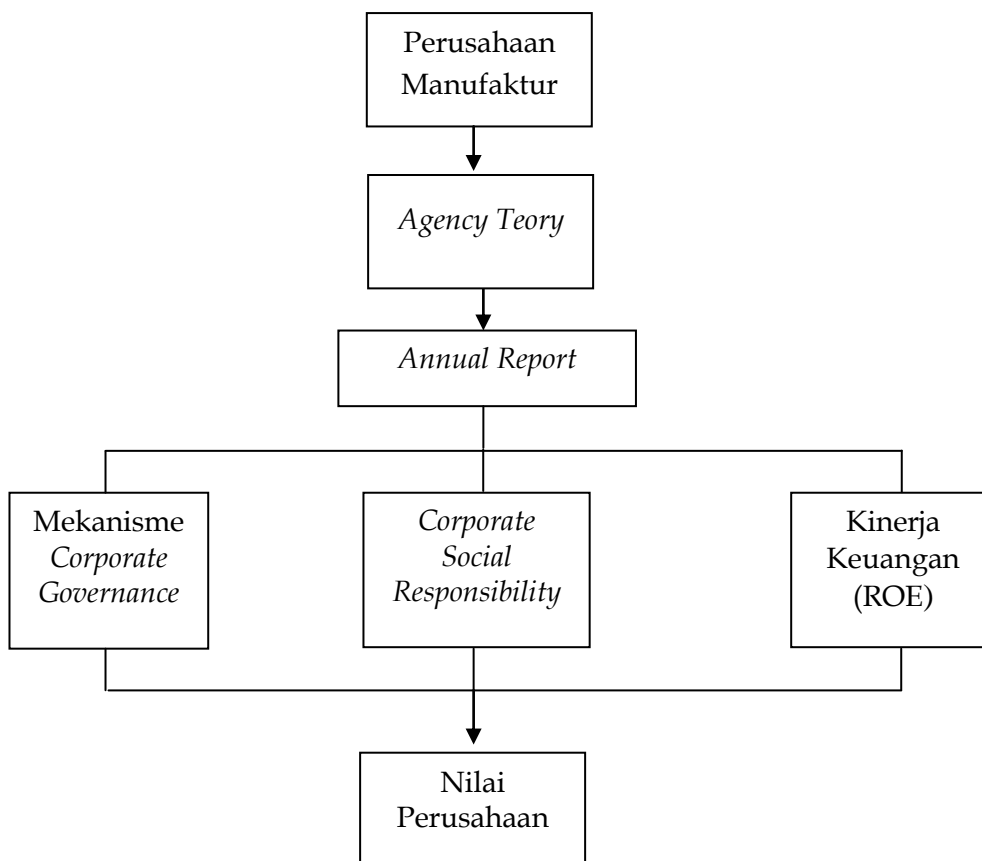 Perusahaan
Manufaktur
Agency Teory
Annual Report
Mekanisme
Corporate
Governance
Corporate
Social
Responsibility
Kinerja
Keuangan
(ROE)
Nilai
Perusahaan